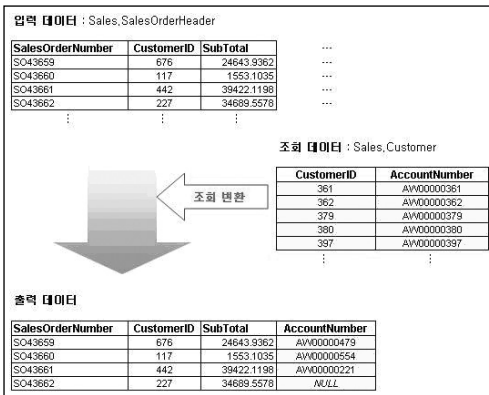 입력 데이터 : Sales,SalesOrderHeader
SalesOrderNumber CustomerID SubTotal ...
SO43659 676 24643.9362 ...
SO43660 117 1553.1035 ...
SO43661 442 39422.1198 ...
SO43662 227 34689.5578 ...
조회 데이터 : Sales,Customer
CustomerID AccountNumber
361 AW00000361
362 AW00000362
379 AW00000379
380 AW00000380
397 AW00000397
조회 변환
출력 데이터
SalesOrderNumber CustomerID SubTotal AccountNumber
SO43659 676 24643.9362 AW00000479
SO43660 117 1553.1035 AW00000554
SO43661 442 39422.1198 AW00000221
SO43662 227 34689.5578 NULL